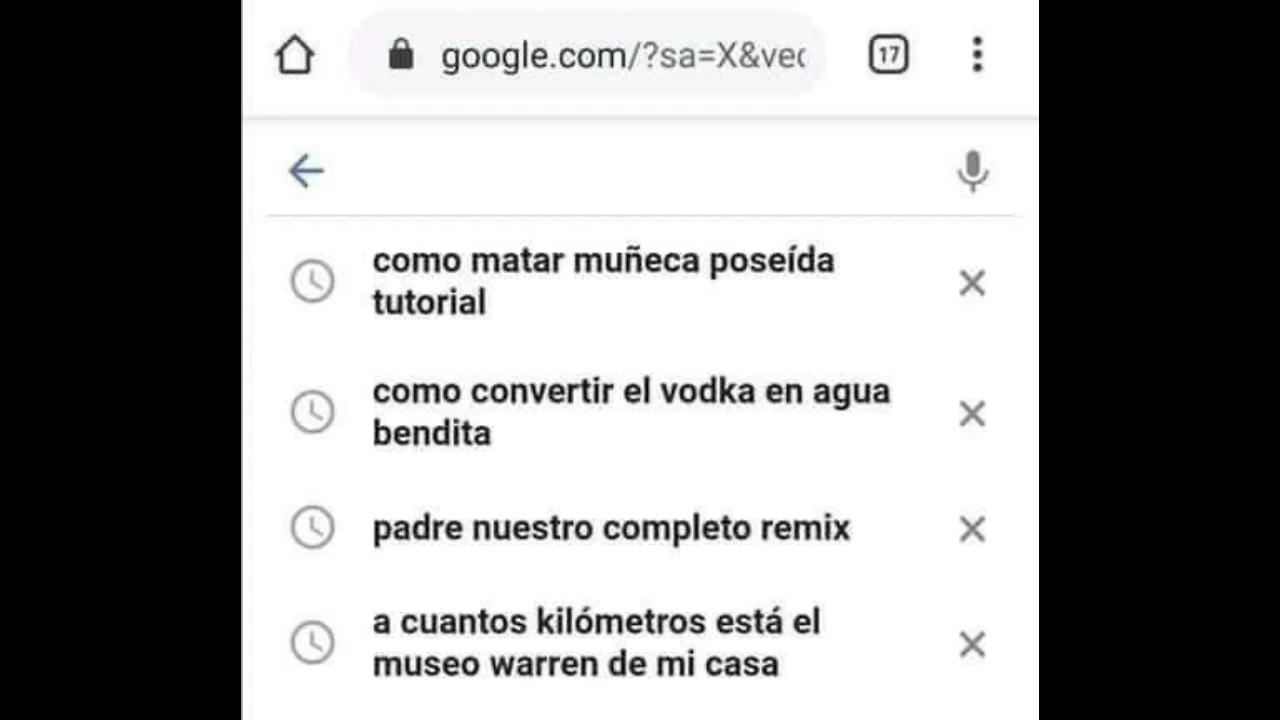 google.com/?sa=X&vec
17
como matar muñeca poseída
tutorial
como convertir el vodka en agua
bendita
padre nuestro completo remix
a cuantos kilómetros está el
museo warren de mi casa